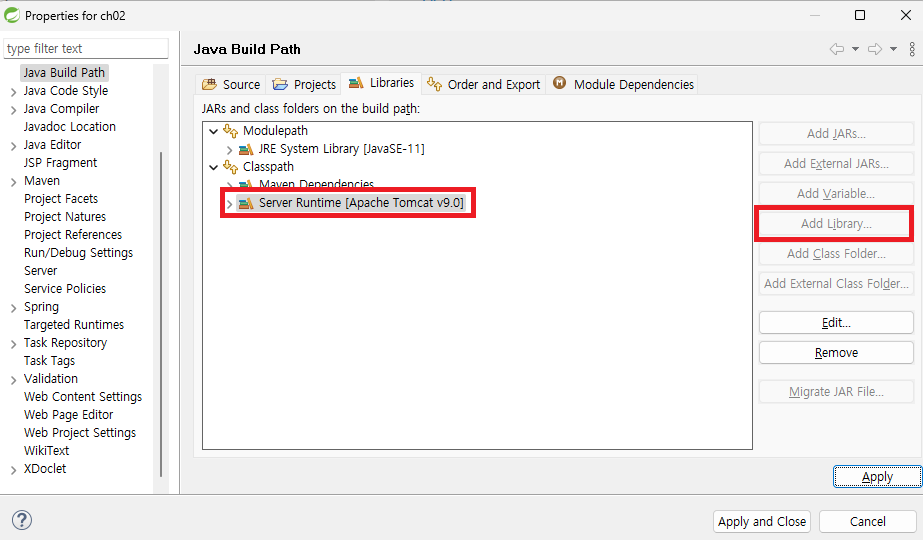 Properties for ch02
type filter text
Java Build Path
Java Code Style
Java Compiler
Javadoc Location
Java Editor
JSP Fragment
Maven
Project Facets
Project Natures
Project References
Run/Debug Settings
Server
Service Policies
Spring
Targeted Runtimes
Task Repository
Task Tags
Validation
Web Content Settings
Web Page Editor
Web Project Settings
WikiText
XDoclet
Java Build Path
Source
Projects
Libraries
Order and Export
Module Dependencies
JARs and class folders on the build path:
Modulepath
JRE System Library [JavaSE-11]
Classpath
Maven Dependencies
Server Runtime [Apache Tomcat v9.0]
Add JARs...
Add External JARs...
Add Variable...
Add Library...
Add Class Folder...
Add External Class Folder...
Edit...
Remove
Migrate JAR File...
Apply
Apply and Close
Cancel